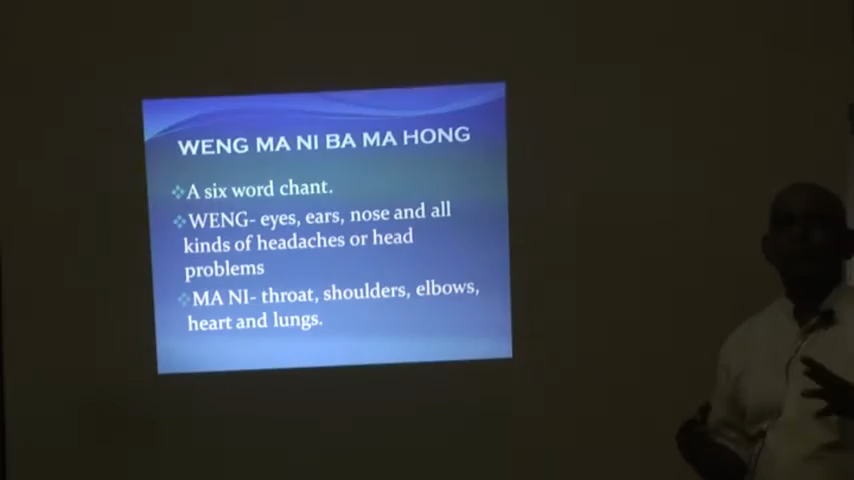 WENG MA NI BA MA HONG
❖A six word chant.
❖WENG- eyes, ears, nose and all
kinds of headaches or head
problems
❖MA NI- throat, shoulders, elbows,
heart and lungs.